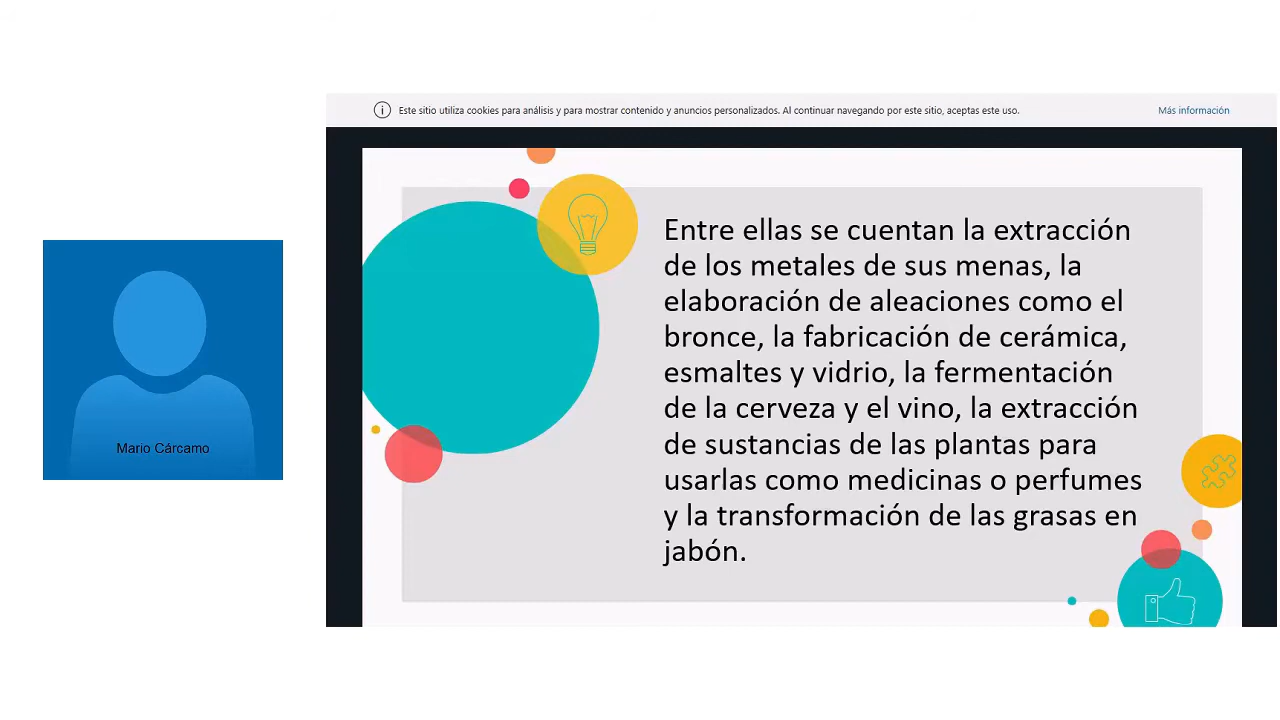 Este sitio utiliza cookies para análisis y para mostrar contenido y anuncios personalizados. Al continuar navegando por este sitio, aceptas este uso.
Más información
Entre ellas se cuentan la extracción
de los metales de sus menas, la
elaboración de aleaciones como el
bronce, la fabricación de cerámica,
esmaltes y vidrio, la fermentación
de la cerveza y el vino, la extracción
de sustancias de las plantas para
usarlas como medicinas o perfumes
y la transformación de las grasas en
jabón.
Mario Cárcamo